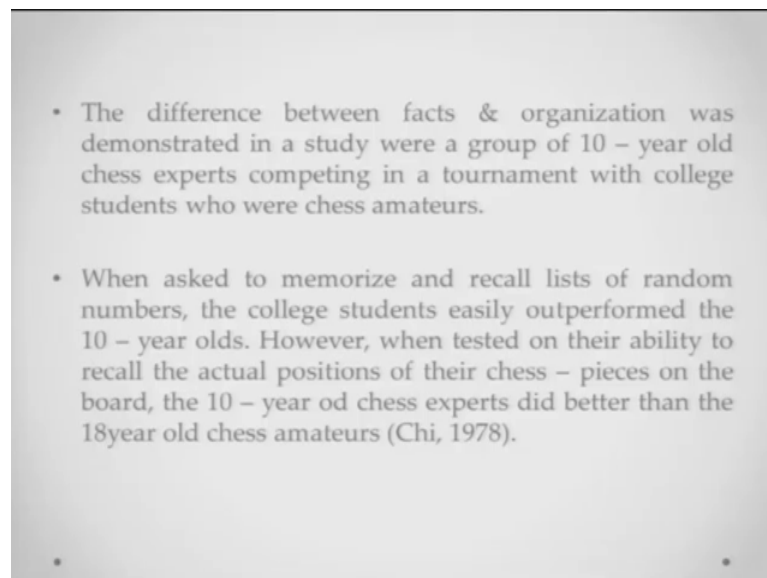 • The difference between facts & organization was
demonstrated in a study were a group of 10 – year old
chess experts competing in a tournament with college
students who were chess amateurs.
• When asked to memorize and recall lists of random
numbers, the college students easily outperformed the
10 – year olds. However, when tested on their ability to
recall the actual positions of their chess – pieces on the
board, the 10 – year od chess experts did better than the
18year old chess amateurs (Chi, 1978).